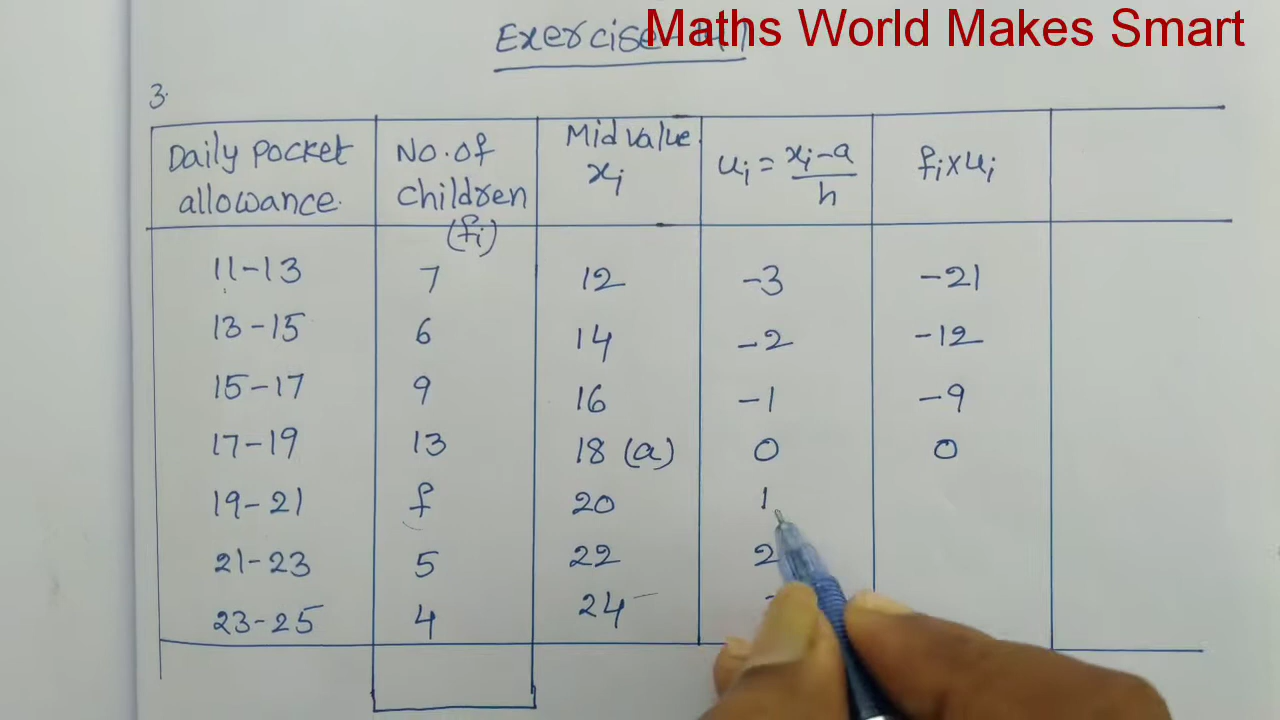 Exercise-14.1
Maths World Makes Smart
3.
Daily pocket allowance. | No. of children (fi) | Mid value. xi | ui = xi-a/h | fi x ui
11-13 | 7 | 12 | -3 | -21
13-15 | 6 | 14 | -2 | -12
15-17 | 9 | 16 | -1 | -9
17-19 | 13 | 18 (a) | 0 | 0
19-21 | f | 20 | 1
21-23 | 5 | 22 | 2
23-25 | 4 | 24